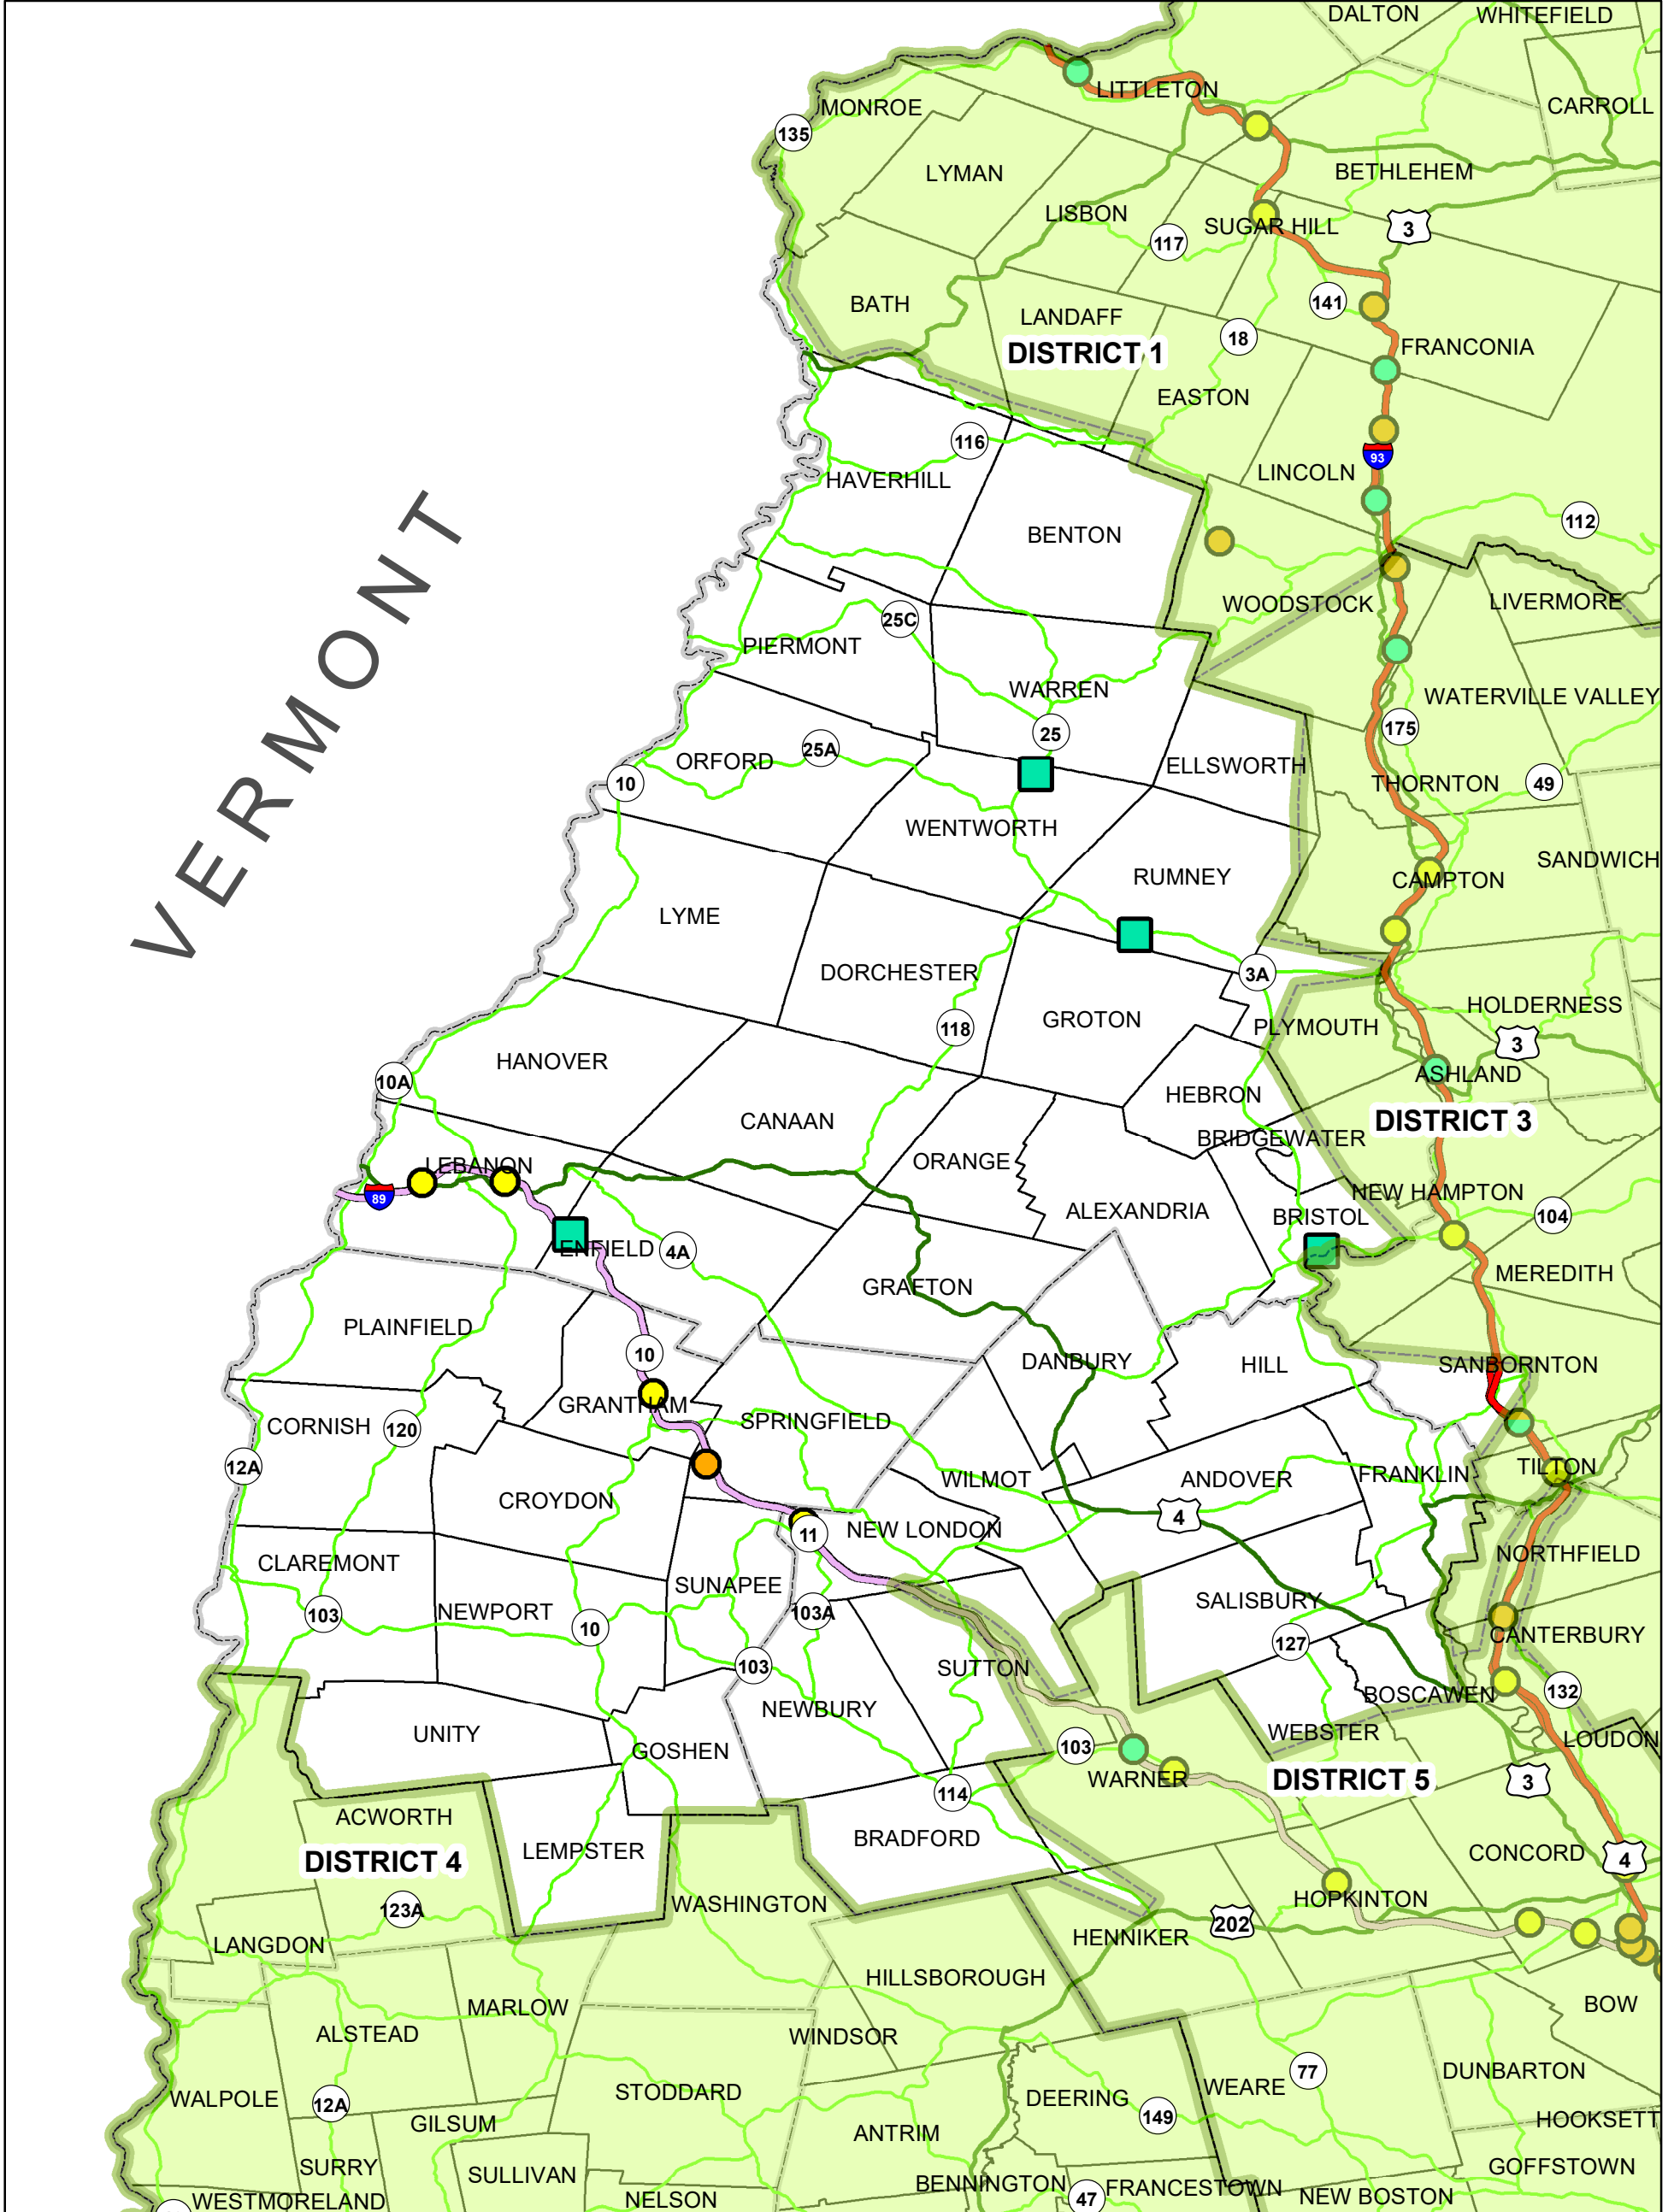 DALTON
WHITEFIELD
LITTLETON
MONROE
CARROLL
135
LYMAN
BETHLEHEM
LISBON
SUGAR HILL
3
117
BATH
141
LANDAFF
18
DISTRICT 1
FRANCONIA
EASTON
116
93
LINCOLN
HAVERHILL
112
BENTON
VERMONT
WOODSTOCK
LIVERMORE
25C
PIERMONT
WARREN
WATERVILLE VALLEY
175
25
25A
ORFORD
ELLSWORTH
10
THORNTON
49
WENTWORTH
SANDWICH
RUMNEY
CAMPTON
LYME
DORCHESTER
3A
HOLDERNESS
118
GROTON
PLYMOUTH
3
HANOVER
ASHLAND
10A
HEBRON
CANAAN
DISTRICT 3
BRIDGEWATER
LEBANON
ORANGE
NEW HAMPTON
89
ALEXANDRIA
BRISTOL
104
ENFIELD
4A
MEREDITH
GRAFTON
PLAINFIELD
10
DANBURY
HILL
SANBORNTON
GRANTHAM
SPRINGFIELD
CORNISH
120
12A
WILMOT
ANDOVER
FRANKLIN
TILTON
CROYDON
4
11
NEW LONDON
NORTHFIELD
CLAREMONT
SUNAPEE
SALISBURY
103
NEWPORT
10
103A
CANTERBURY
127
103
SUTTON
132
NEWBURY
BOSCAWEN
UNITY
WEBSTER
LOUDON
GOSHEN
103
WARNER
DISTRICT 5
3
114
ACWORTH
BRADFORD
LEMPSTER
CONCORD
4
DISTRICT 4
WASHINGTON
HOPKINTON
123A
202
HENNIKER
LANGDON
HILLSBOROUGH
MARLOW
BOW
ALSTEAD
WINDSOR
77
DUNBARTON
WEARE
STODDARD
DEERING
WALPOLE
12A
149
HOOKSETT
GILSUM
ANTRIM
SURRY
GOFFSTOWN
SULLIVAN
BENNINGTON
FRANCESTOWN
NEW BOSTON
WESTMORELAND
NELSON
47